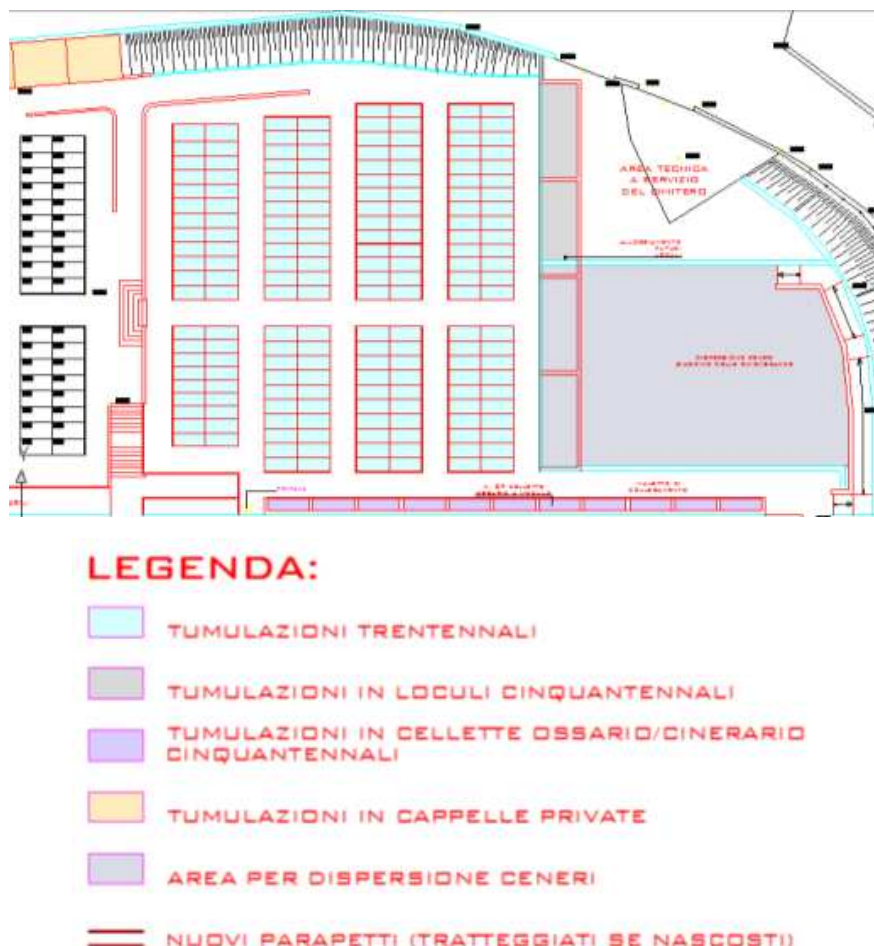 AREA TECNICA
A SERVIZIO
DEL CIMITERO
LEGENDA:
TUMULAZIONI TRENTENNALI
TUMULAZIONI IN LOCULI CINQUANTENNALI
TUMULAZIONI IN CELLETTE OSSARIO/CINERARIO
CINQUANTENNALI
TUMULAZIONI IN CAPPELLE PRIVATE
AREA PER DISPERSIONE CENERI
NUOVI PARAPETTI (TRATTEGGIATI SE NASCOSTI)